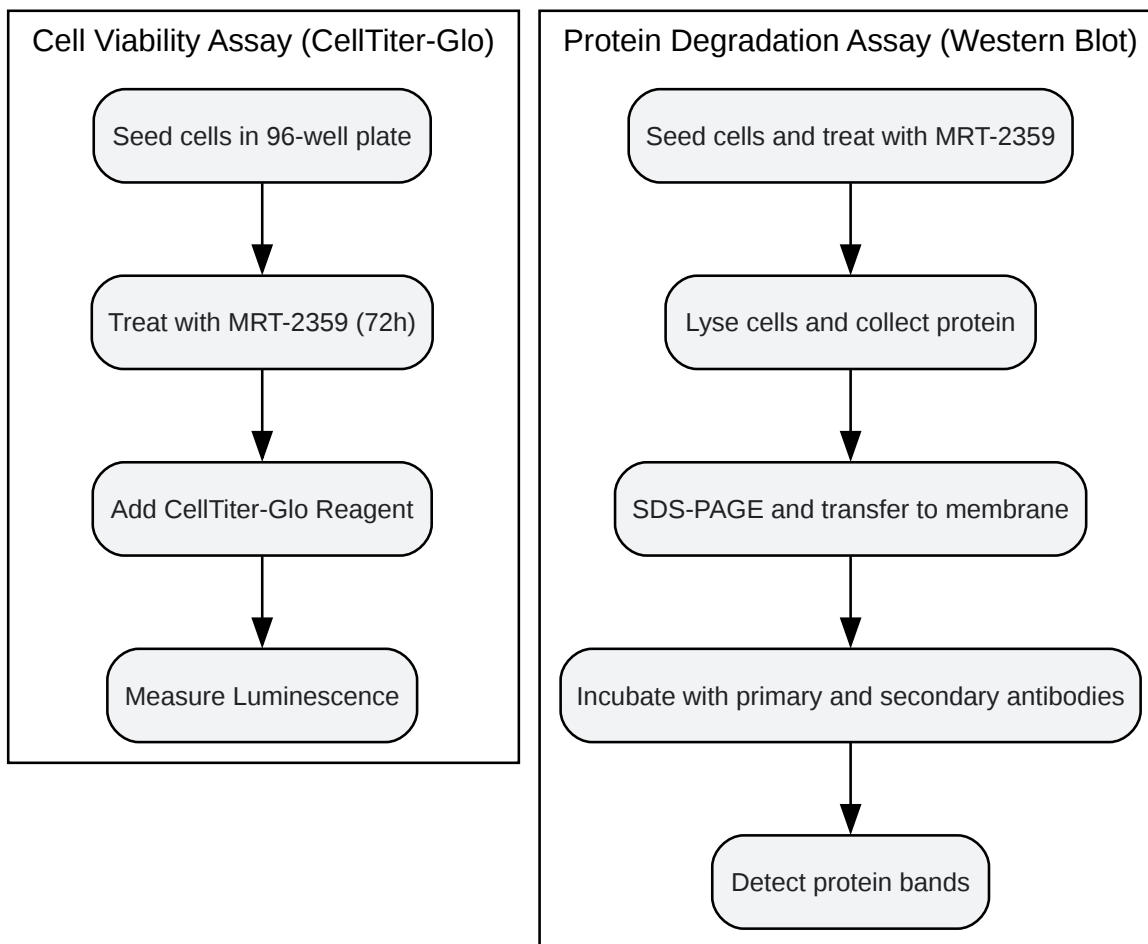 Cell Viability Assay (CellTiter-Glo)
Seed cells in 96-well plate
Treat with MRT-2359 (72h)
Add CellTiter-Glo Reagent
Measure Luminescence
Protein Degradation Assay (Western Blot)
Seed cells and treat with MRT-2359
Lyse cells and collect protein
SDS-PAGE and transfer to membrane
Incubate with primary and secondary antibodies
Detect protein bands